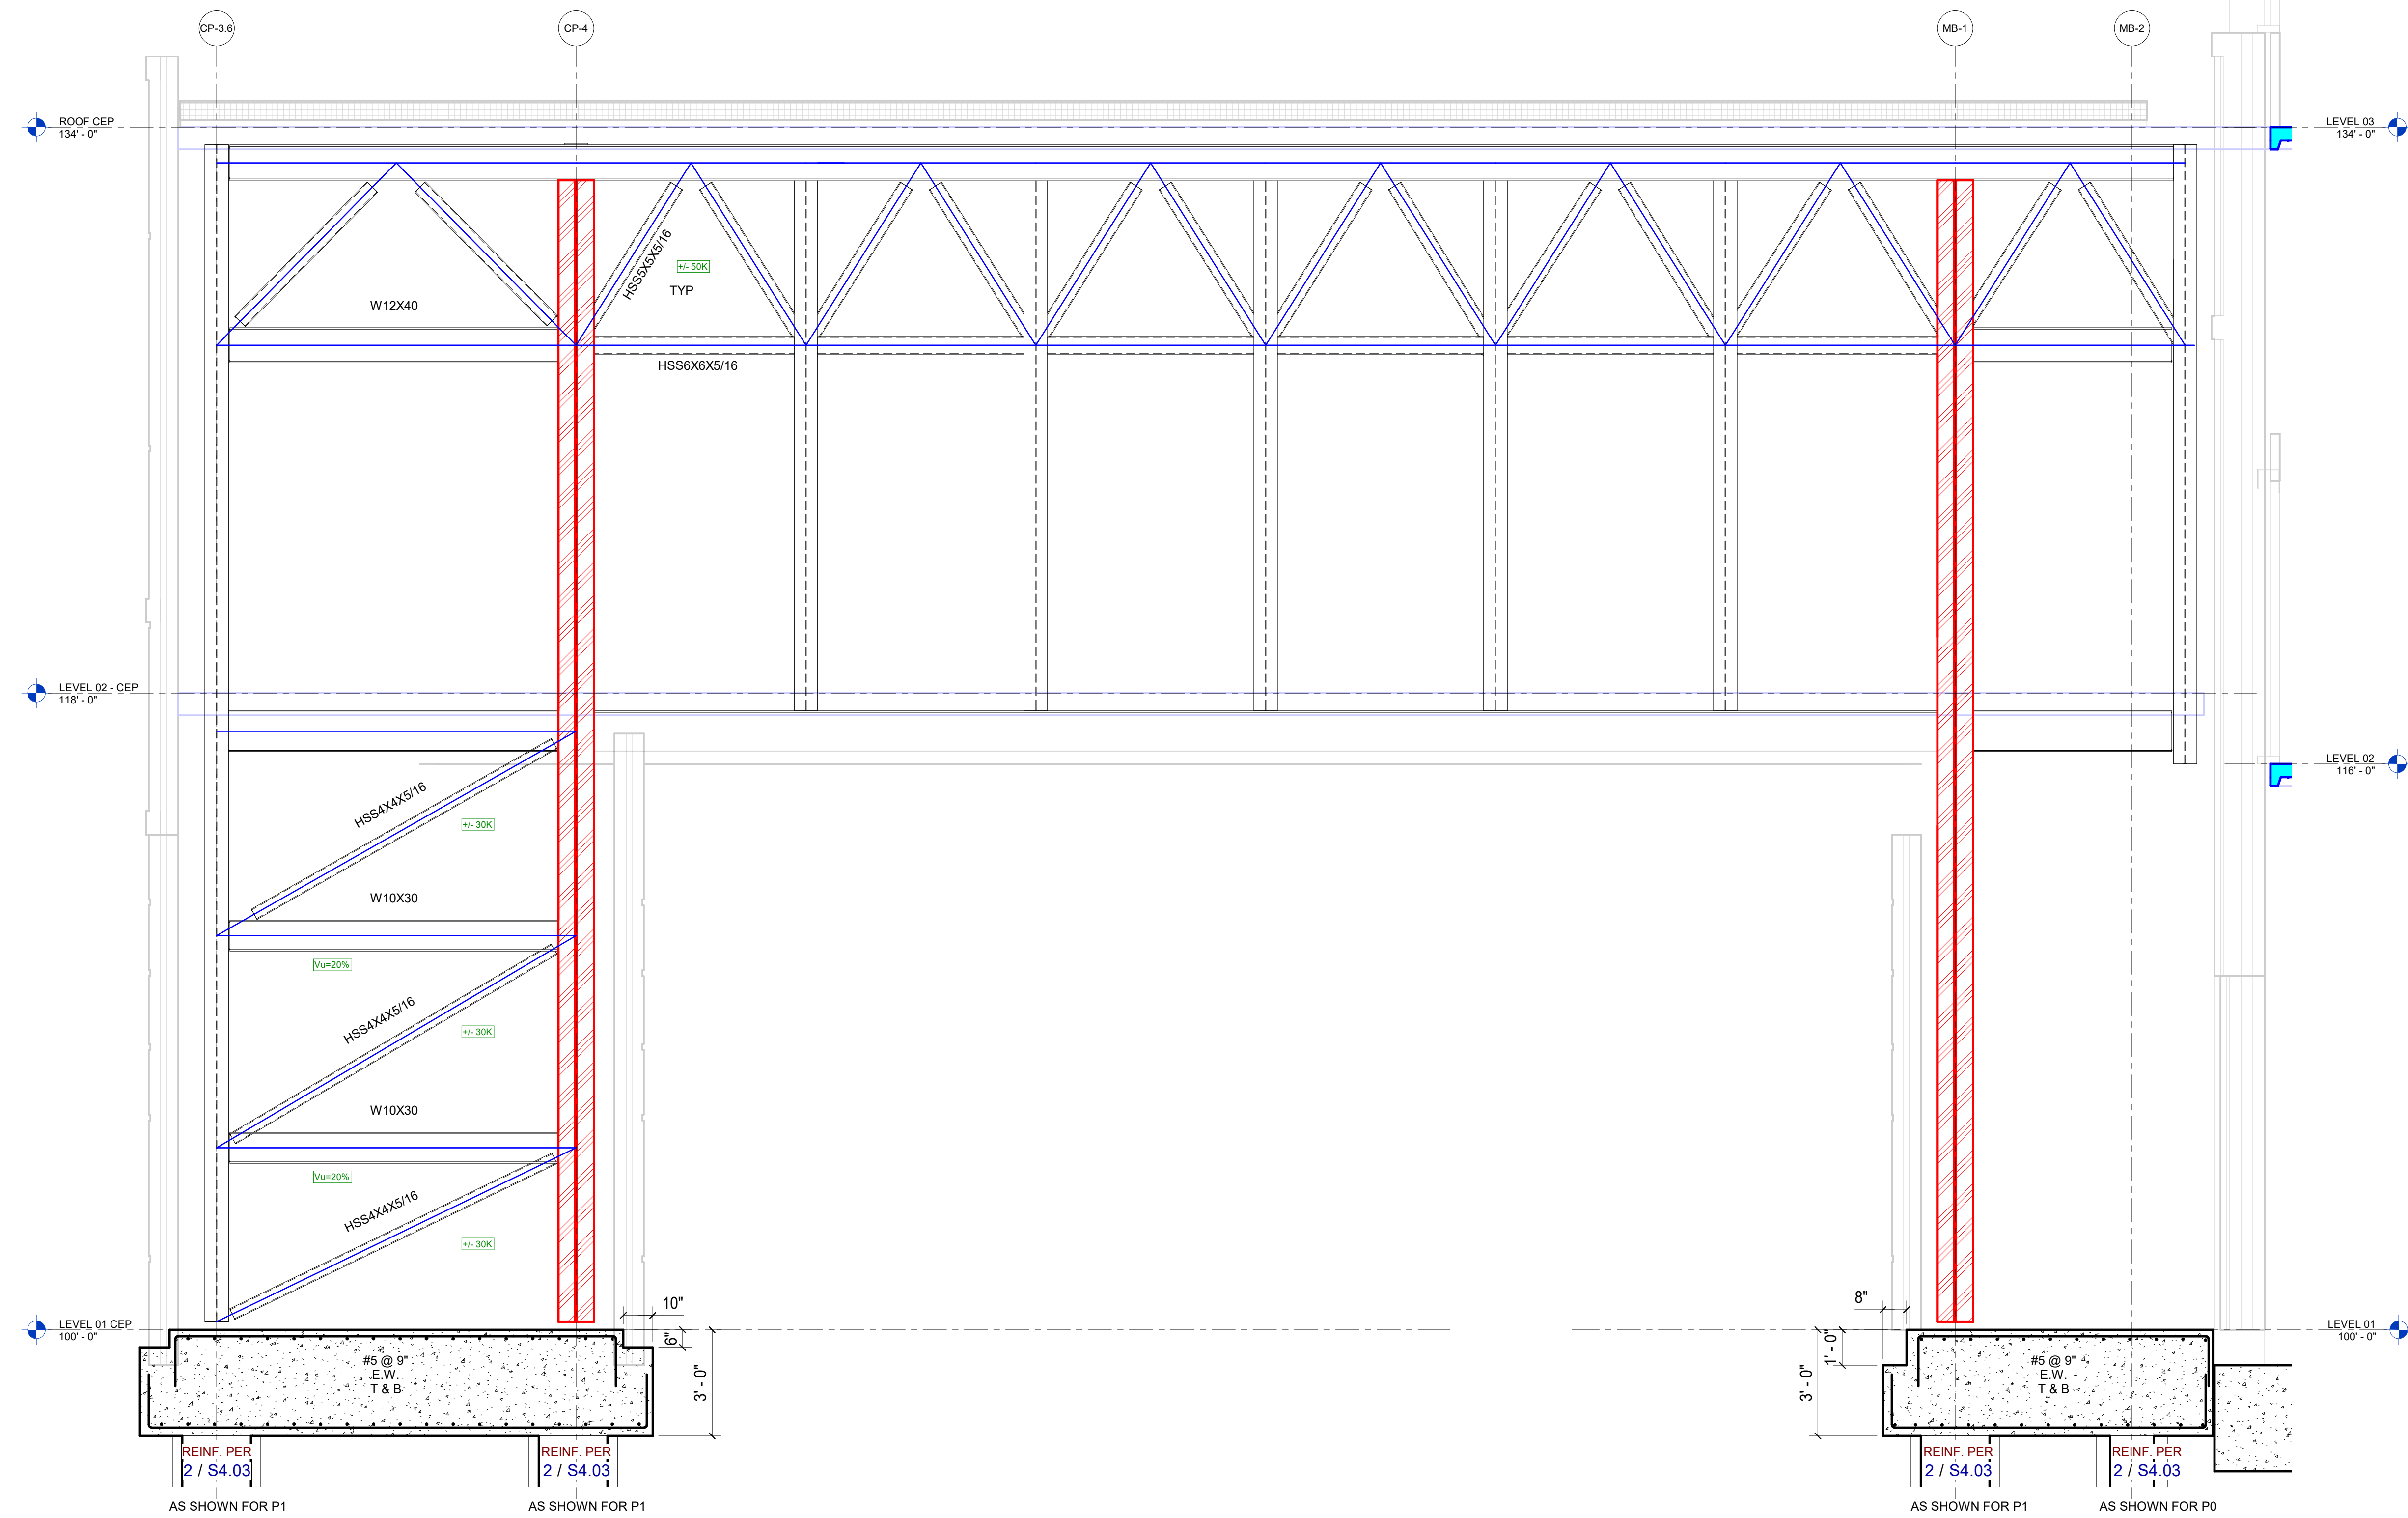 CP-3.6
CP-4
MB-1
MB-2
ROOF CEP
134' - 0"
LEVEL 03
134' - 0"
HSS5X5X5/16
+/- 50K
TYP
W12X40
HSS6X6X5/16
LEVEL 02 - CEP
118' - 0"
LEVEL 02
116' - 0"
HSS4X4X5/16
+/- 30K
W10X30
Vu=20%
HSS4X4X5/16
+/- 30K
W10X30
Vu=20%
HSS4X4X5/16
+/- 30K
10"
8"
LEVEL 01 CEP
100' - 0"
LEVEL 01
100' - 0"
6"
1' - 0"
3' - 0"
3' - 0"
#5 @ 9"
E.W.
T & B
#5 @ 9"
E.W.
T & B
REINF. PER
2 / S4.03
AS SHOWN FOR P1
REINF. PER
2 / S4.03
AS SHOWN FOR P1
REINF. PER
2 / S4.03
AS SHOWN FOR P1
REINF. PER
2 / S4.03
AS SHOWN FOR P0